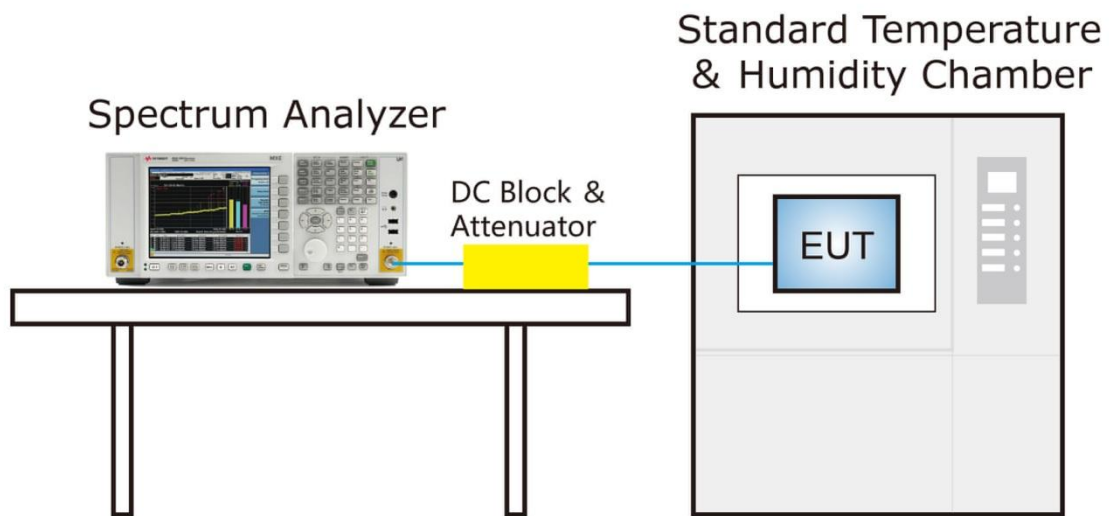 Standard Temperature
& Humidity Chamber
Spectrum Analyzer
DC Block &
Attenuator
EUT